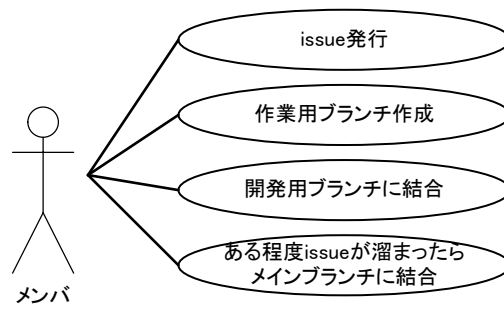 issue発行
作業用ブランチ作成
開発用ブランチに結合
ある程度issueが溜まったら
メインブランチに結合
メンバ